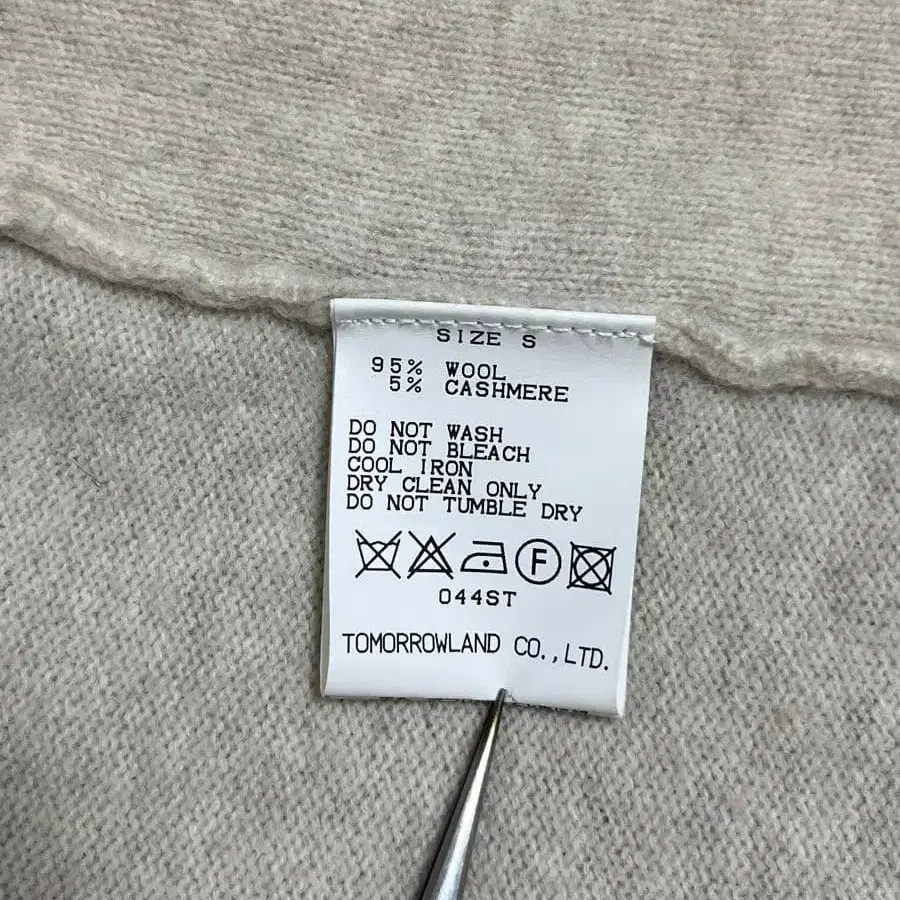 SIZE S
95% WOOL
5% CASHMERE
DO NOT WASH
DO NOT BLEACH
COOL IRON
DRY CLEAN ONLY
DO NOT TUMBLE DRY
F
044ST
TOMORROWLAND CO.,LTD.